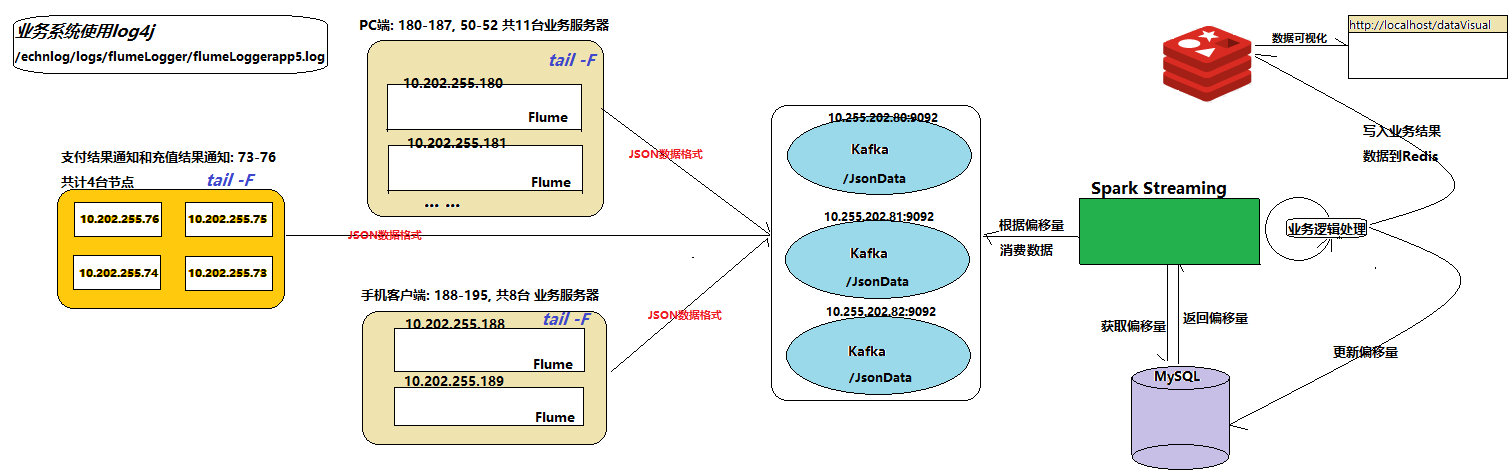 业务系统使用log4j
/echnlog/logs/flumeLogger/flumeLoggerapp5.log
支付结果通知和充值结果通知: 73-76
共计4台节点
tail -F
10.202.255.76
10.202.255.75
10.202.255.74
10.202.255.73
PC端: 180-187, 50-52 共11台业务服务器
tail -F
10.202.255.180
Flume
10.202.255.181
Flume
... ...
手机客户端: 188-195, 共8台 业务服务器
tail -F
10.202.255.188
Flume
10.202.255.189
Flume
JSON数据格式
JSON数据格式
JSON数据格式
10.255.202.80:9092
Kafka
/JsonData
10.255.202.81:9092
Kafka
/JsonData
10.255.202.82:9092
Kafka
/JsonData
根据偏移量
消费数据
Spark Streaming
业务逻辑处理
获取偏移量
返回偏移量
MySQL
更新偏移量
写入业务结果
数据到Redis
数据可视化
http://localhost/dataVisual